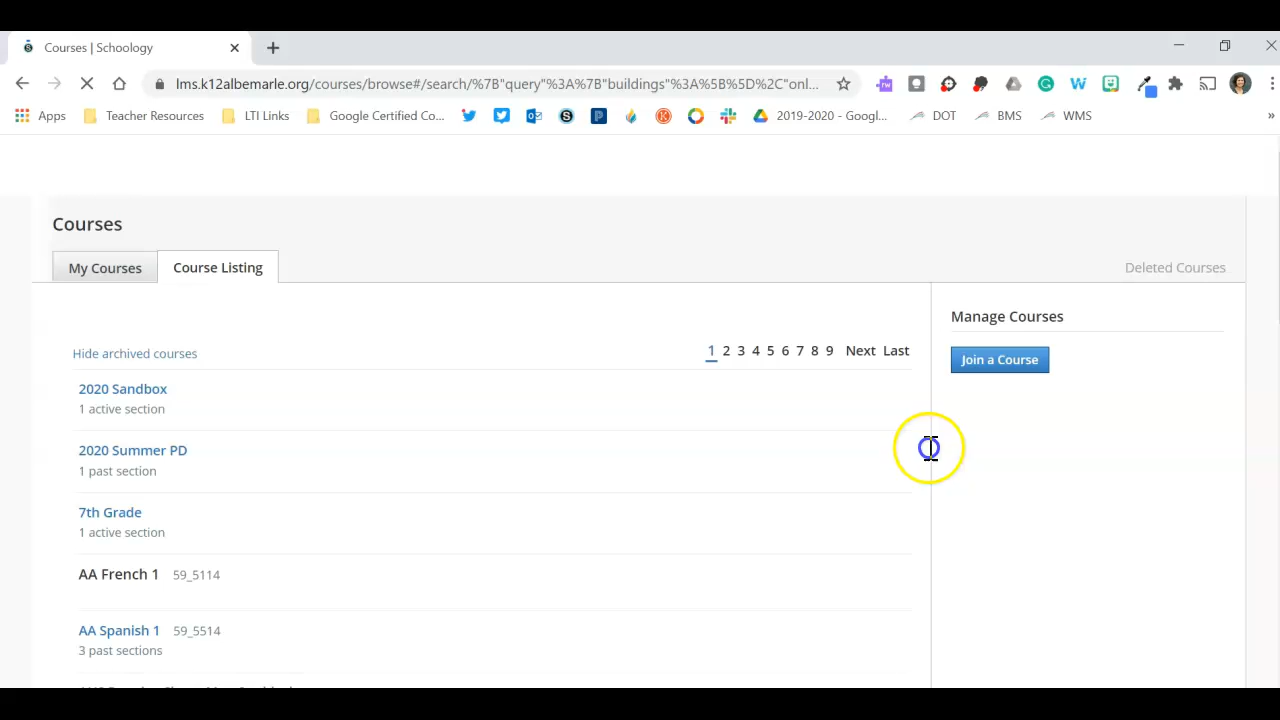 Courses | Schoology
lms.k12albemarle.org/courses/browse#/search/%7B"query"%3A%7B"buildings"%3A%5B%5D%2C"onl...
Apps Teacher Resources LTI Links Google Certified Co... 2019-2020 - Googl... DOT BMS WMS »
Courses
My Courses Course Listing Deleted Courses
Manage Courses
Hide archived courses 1 2 3 4 5 6 7 8 9 Next Last
Join a Course
2020 Sandbox
1 active section
2020 Summer PD
1 past section
7th Grade
1 active section
AA French 1 59_5114
AA Spanish 1 59_5514
3 past sections